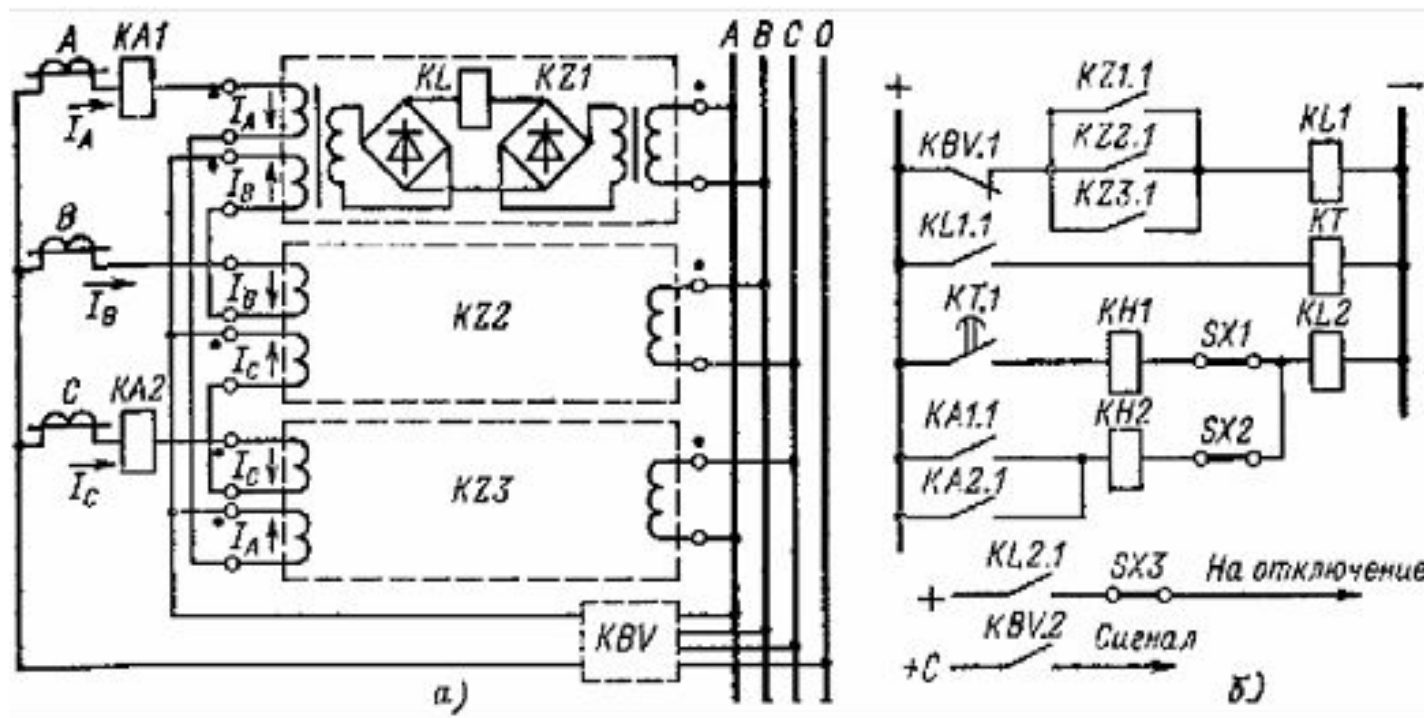 A KA1
I_A
I_A
I_B
KL KZ1
A B C O
B
I_B
I_B
I_C
KZ2
C KA2
I_C
I_C
I_A
KZ3
KBV
а)
+ −
KZ1.1
KBV.1 KZ2.1 KL1
KZ3.1
KL1.1 KT
KT.1 KH1 SX1 KL2
KA1.1 KH2 SX2
KA2.1
KL2.1 SX3 На отключение
+
KBV.2 Сигнал
+С
б)